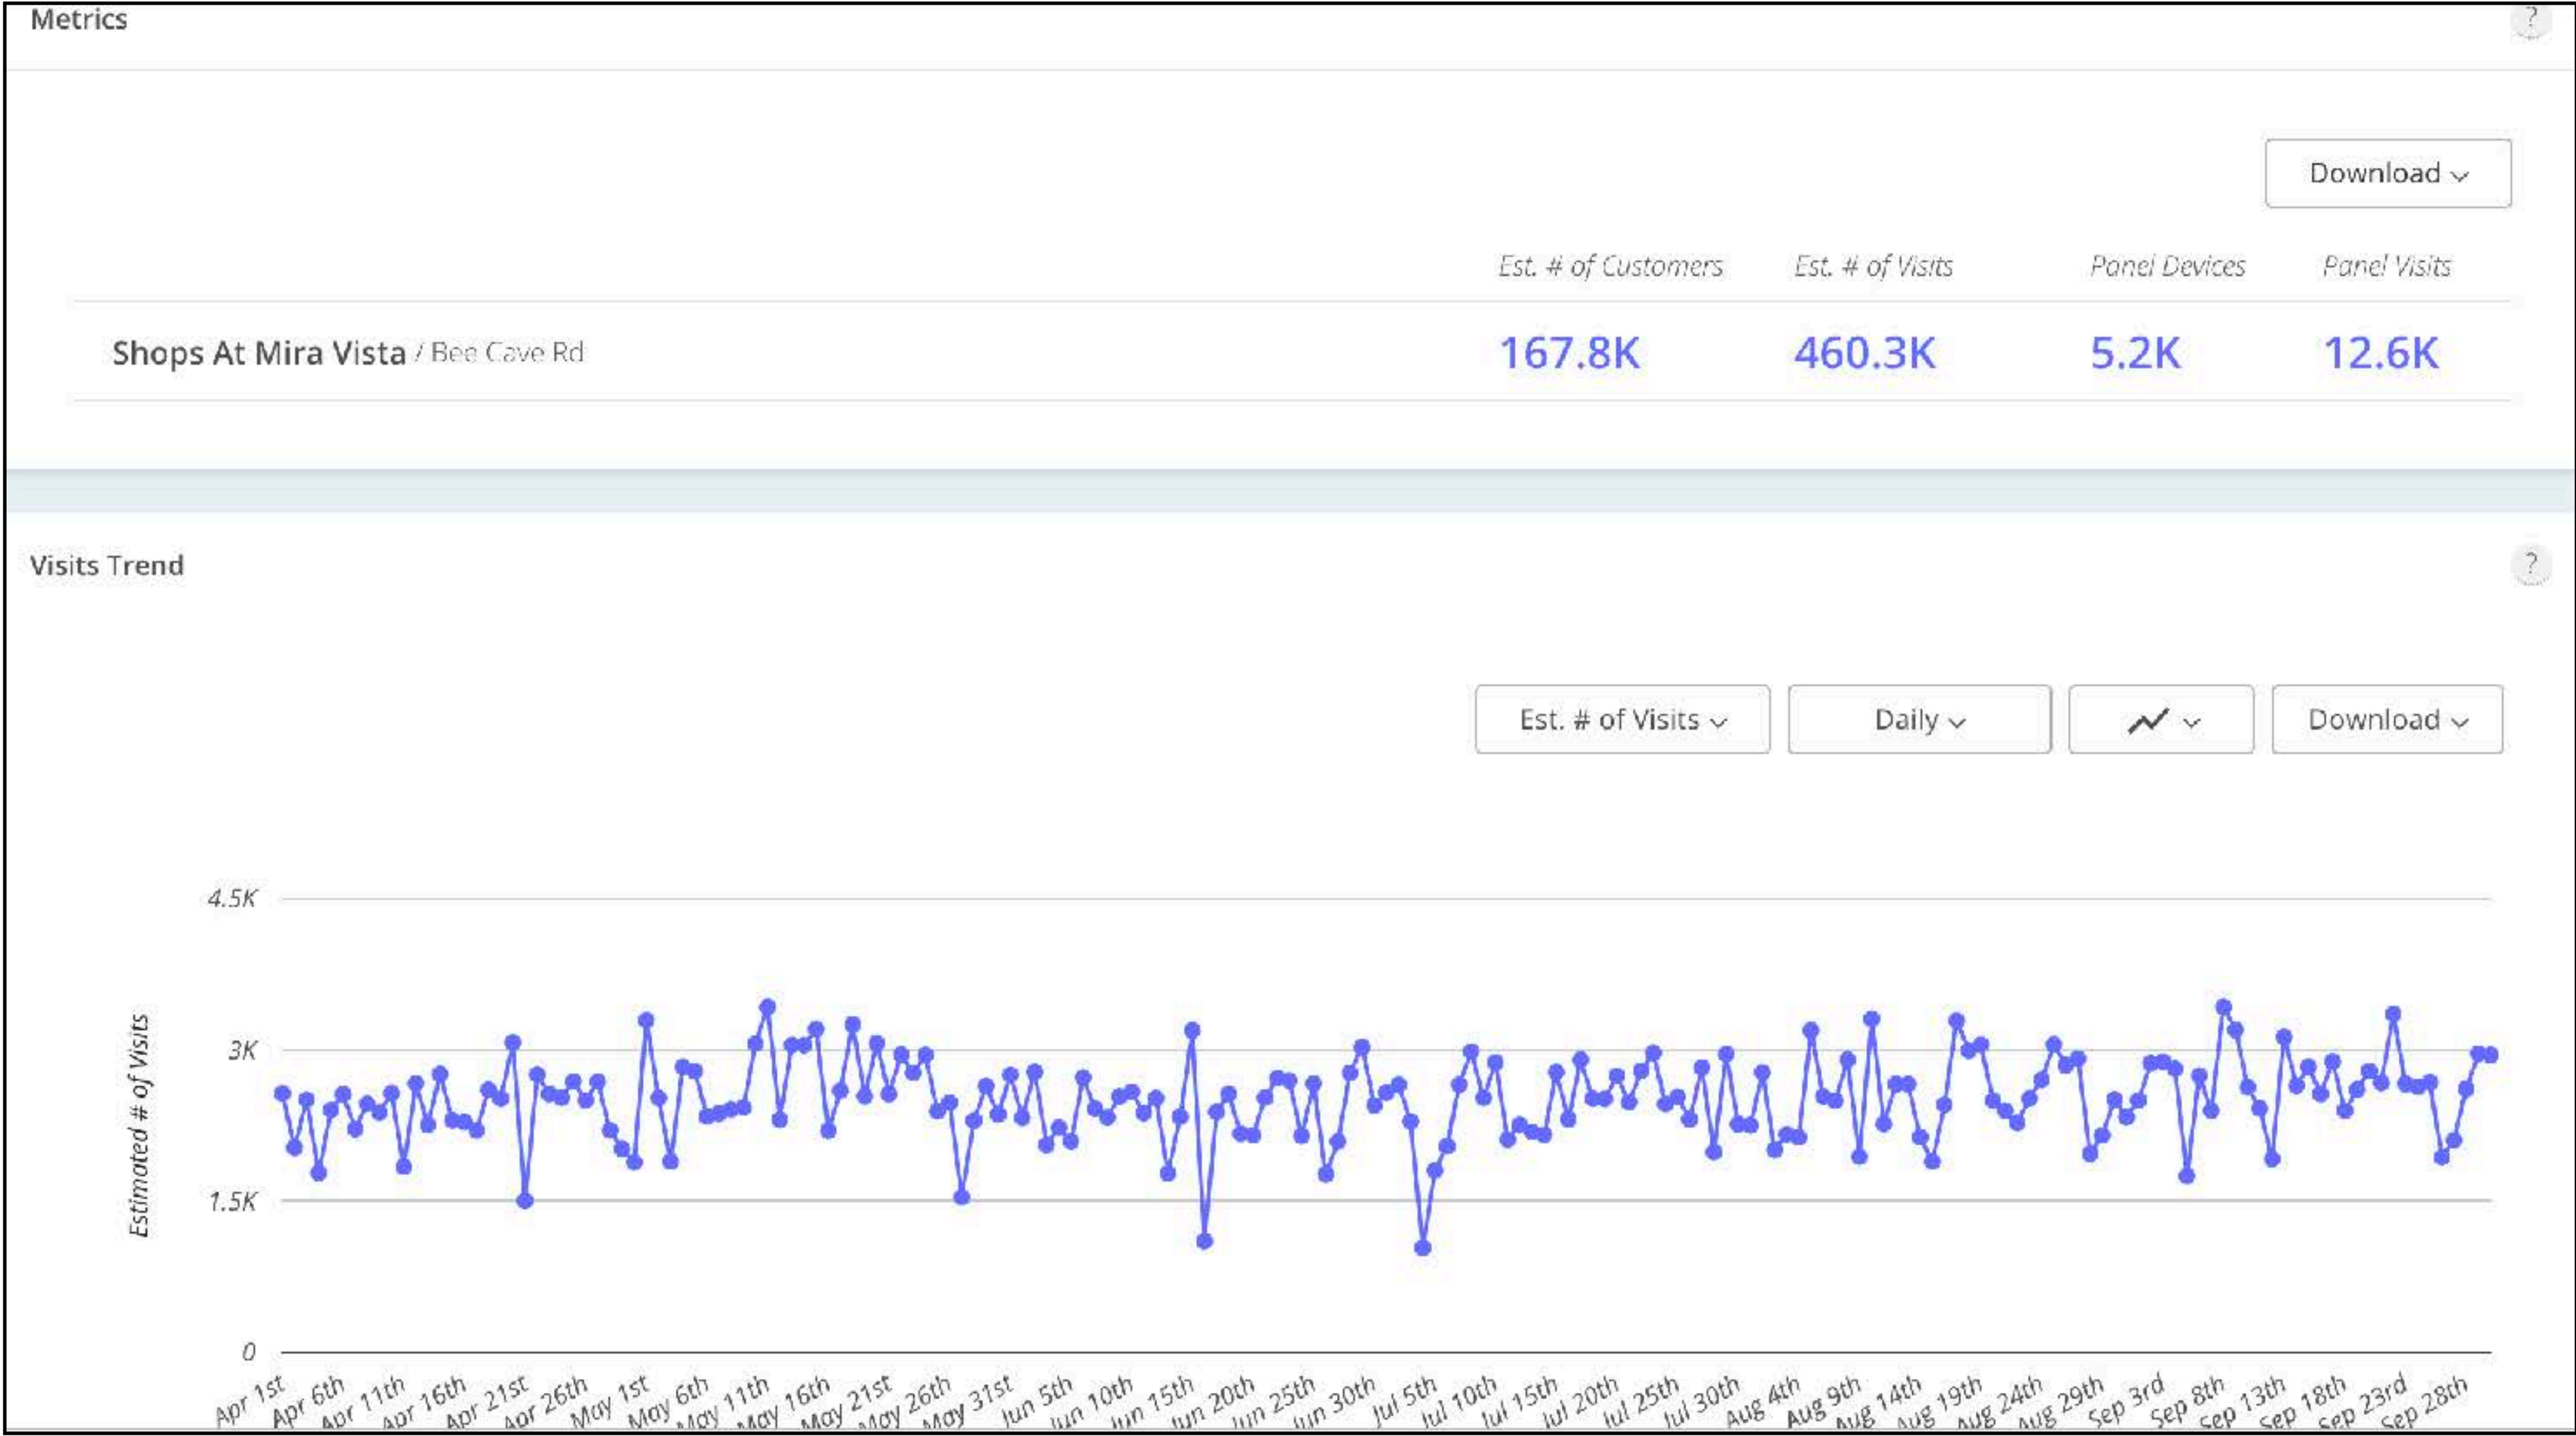 Metrics
?
Download
Est. # of Customers Est. # of Visits Panel Devices Panel Visits
Shops At Mira Vista / Bee Cave Rd 167.8K 460.3K 5.2K 12.6K
Visits Trend
?
Est. # of Visits Daily Download
4.5K
3K
1.5K
0
Estimated # of Visits
Apr 1st Apr 6th Apr 11th Apr 16th Apr 21st Apr 26th May 1st May 6th May 11th May 16th May 21st May 26th May 31st Jun 5th Jun 10th Jun 15th Jun 20th Jun 25th Jun 30th Jul 5th Jul 10th Jul 15th Jul 20th Jul 25th Jul 30th Aug 4th Aug 9th Aug 14th Aug 19th Aug 24th Aug 29th Sep 3rd Sep 8th Sep 13th Sep 18th Sep 23rd Sep 28th